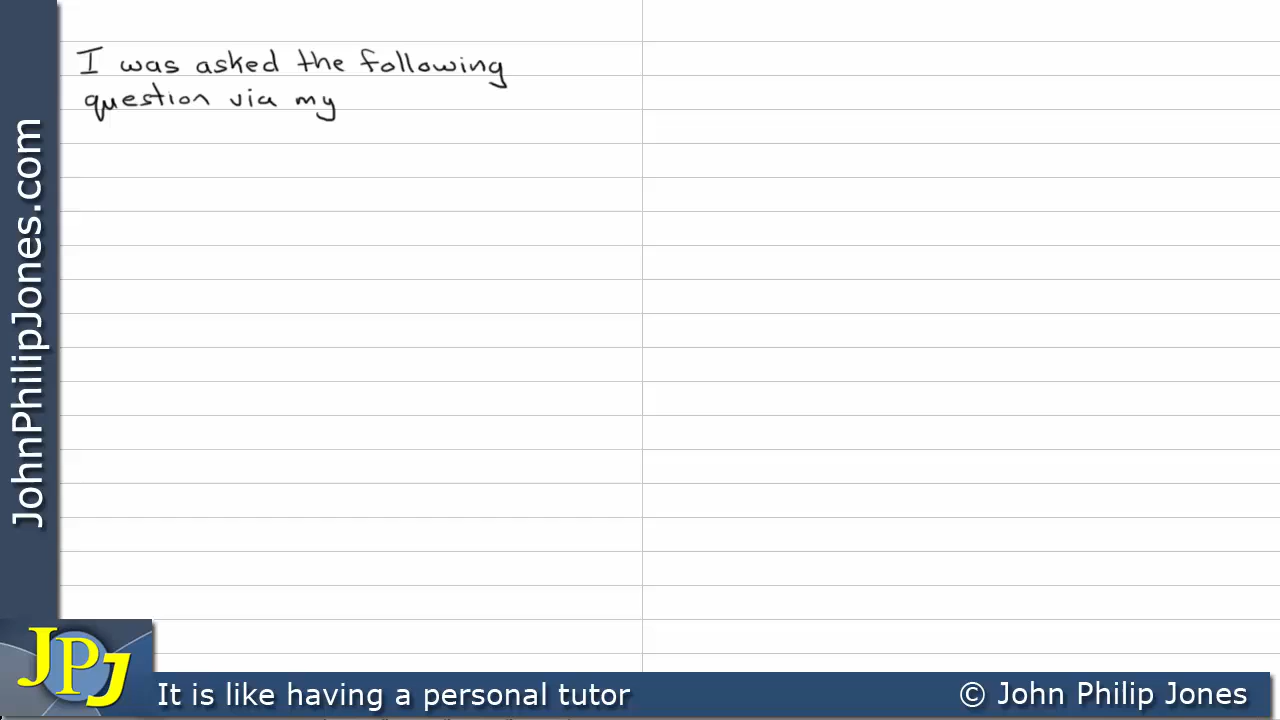 I was asked the following
question via my
JohnPhilipJones.com
JPJ
It is like having a personal tutor
© John Philip Jones